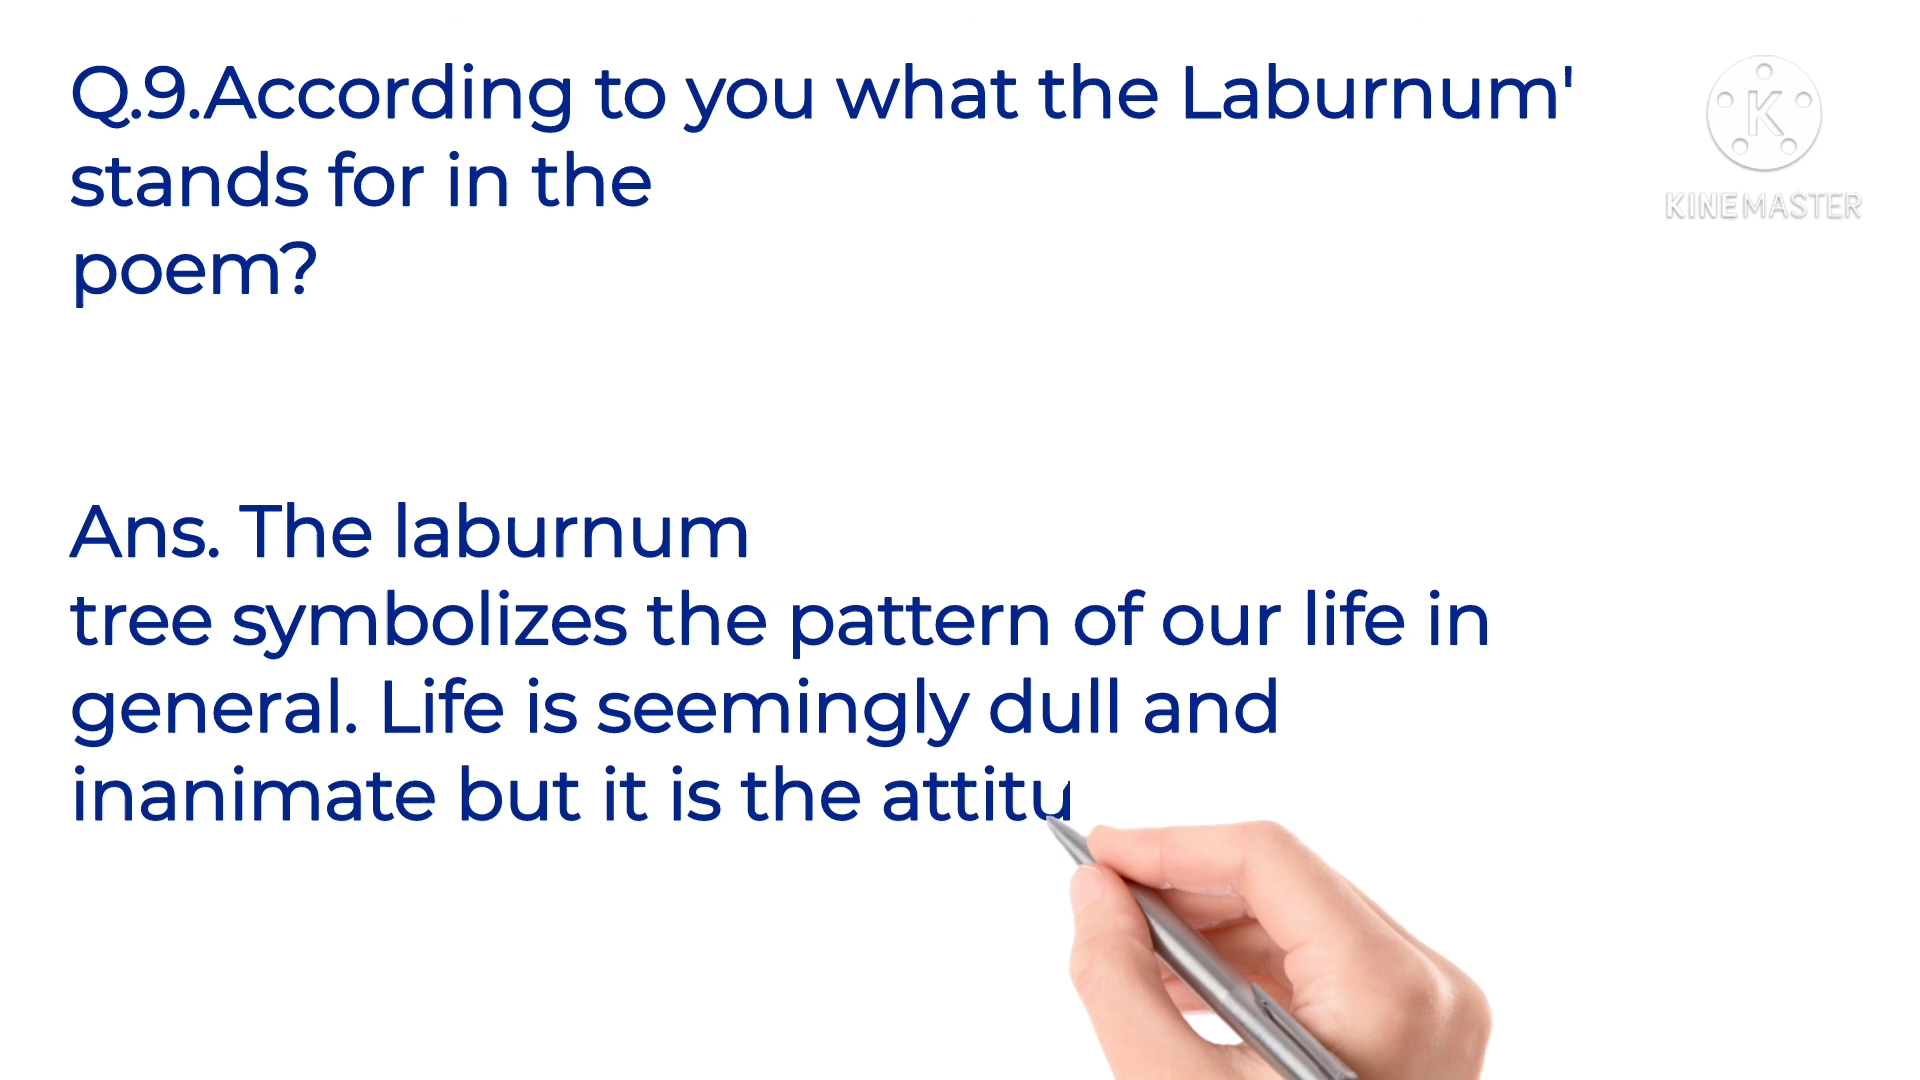 Q.9.According to you what the Laburnum'
stands for in the
poem?
K
KINEMASTER
Ans. The laburnum
tree symbolizes the pattern of our life in
general. Life is seemingly dull and
inanimate but it is the attitu